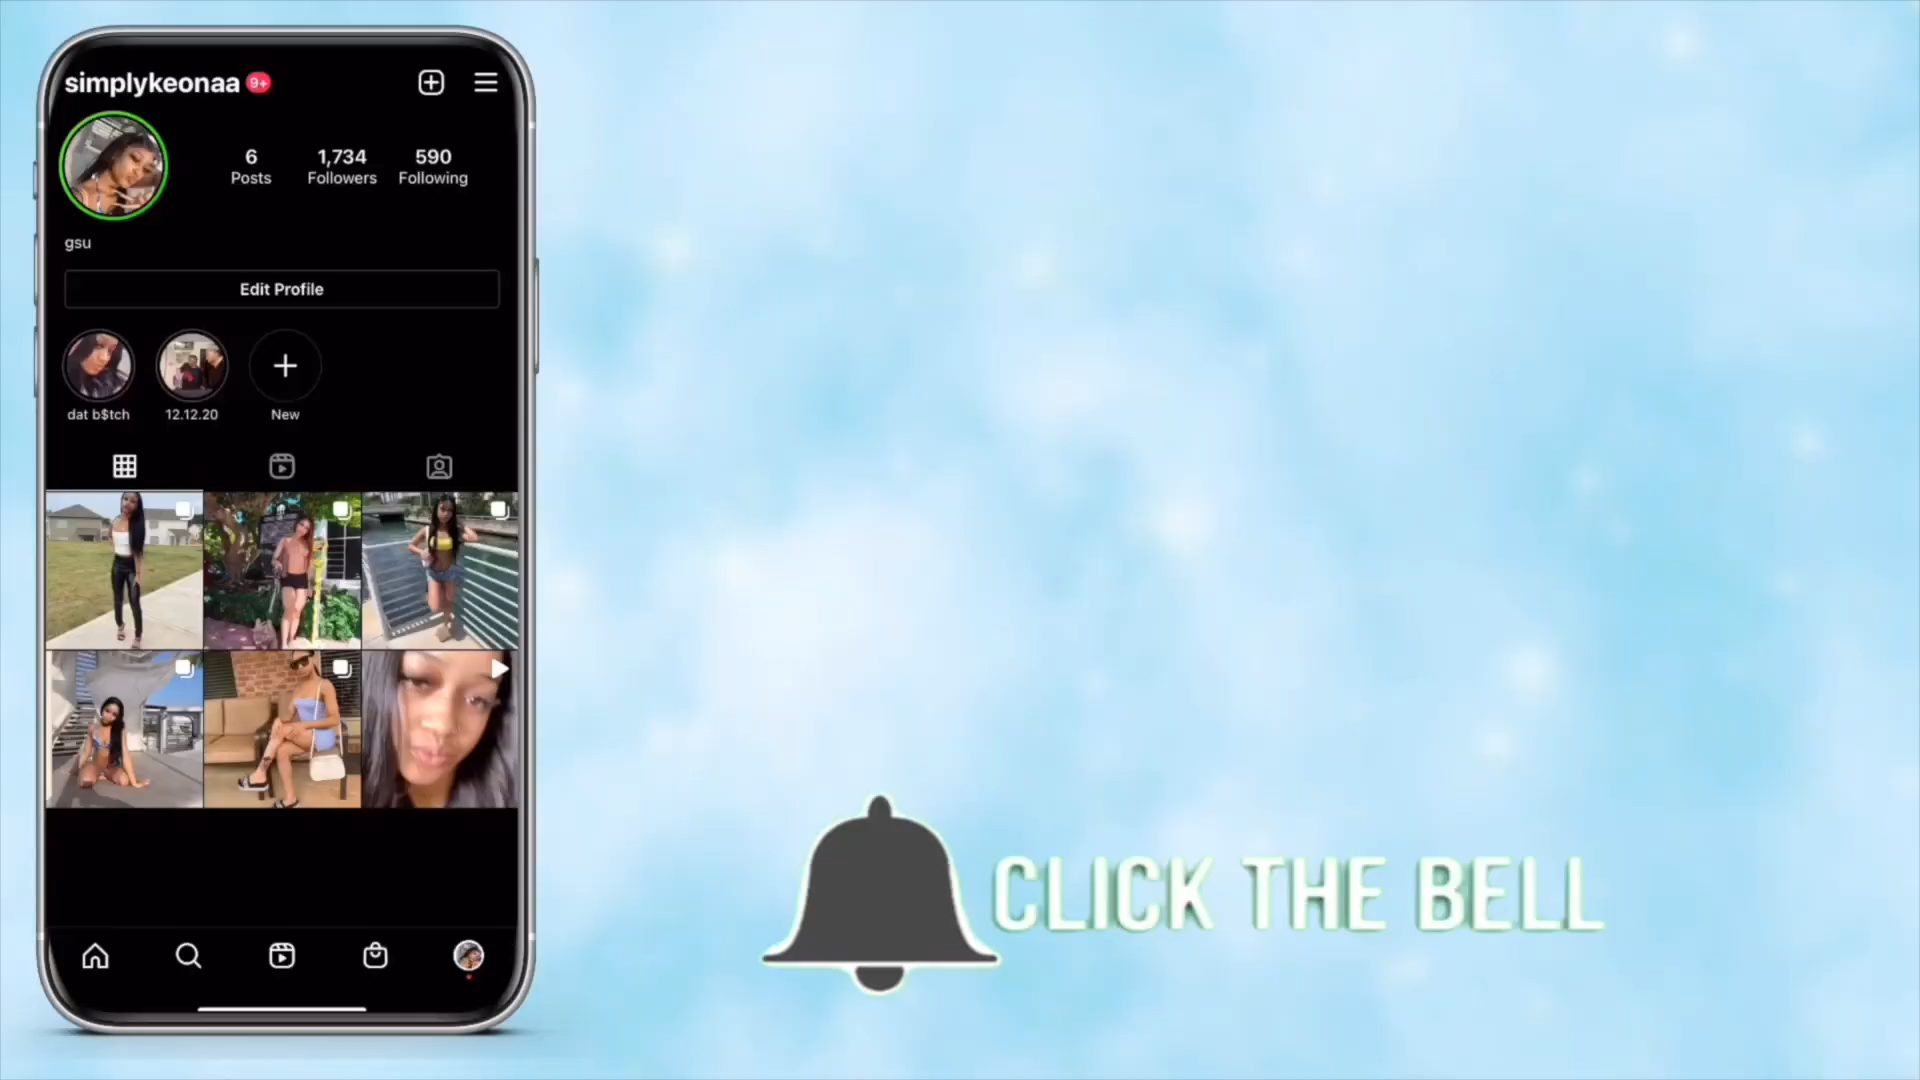 simplykeonaa 9+
6 1,734 590
Posts Followers Following
gsu
Edit Profile
dat b$tch 12.12.20 New
CLICK THE BELL